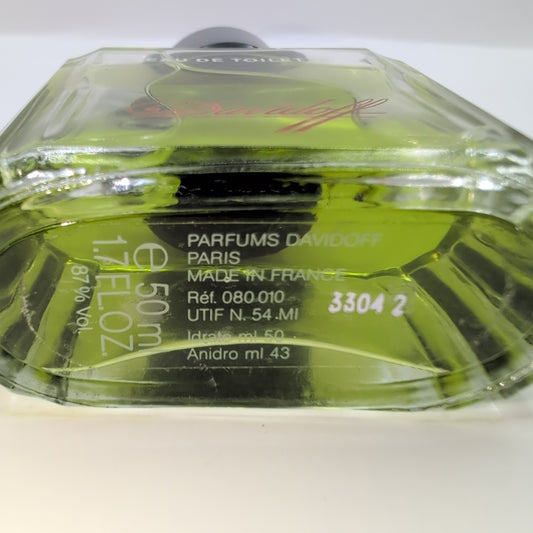 EAU DE TOILET
Davidoff
PARFUMS DAVIDOFF
PARIS
MADE IN FRANCE
Réf. 080 010
UTIF N. 54 MI
Idrato ml 50
Anidro ml 43
3304 2
e 50 ml
1.7 FL.OZ.
87% Vol.